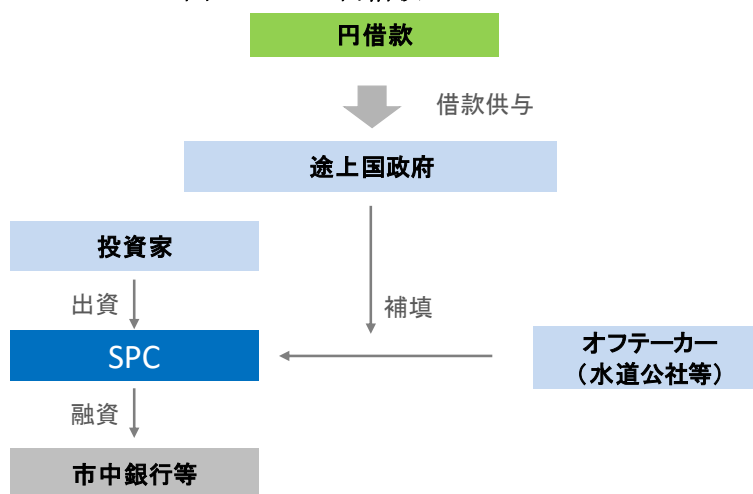 円借款
借款供与
途上国政府
投資家
出資
補填
SPC
オフテーカー
（水道公社等）
融資
市中銀行等